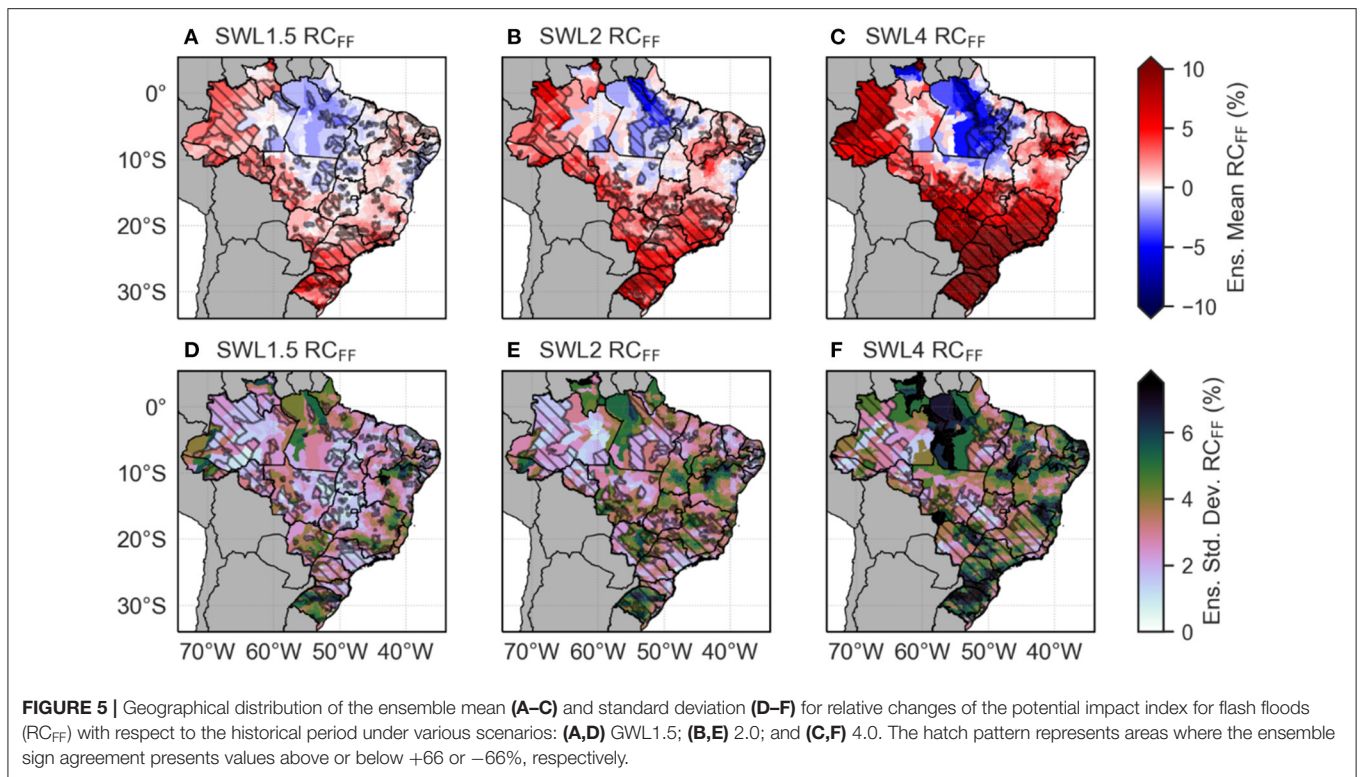 A SWL1.5 RCFF
B SWL2 RCFF
C SWL4 RCFF
0°
10°S
20°S
30°S
10
5
0
−5
−10
Ens. Mean RCFF (%)
D SWL1.5 RCFF
E SWL2 RCFF
F SWL4 RCFF
0°
10°S
20°S
30°S
70°W 60°W 50°W 40°W
70°W 60°W 50°W 40°W
70°W 60°W 50°W 40°W
6
4
2
0
Ens. Std. Dev. RCFF (%)
FIGURE 5 | Geographical distribution of the ensemble mean (A–C) and standard deviation (D–F) for relative changes of the potential impact index for flash floods
(RCFF) with respect to the historical period under various scenarios: (A,D) GWL1.5; (B,E) 2.0; and (C,F) 4.0. The hatch pattern represents areas where the ensemble
sign agreement presents values above or below +66 or −66%, respectively.